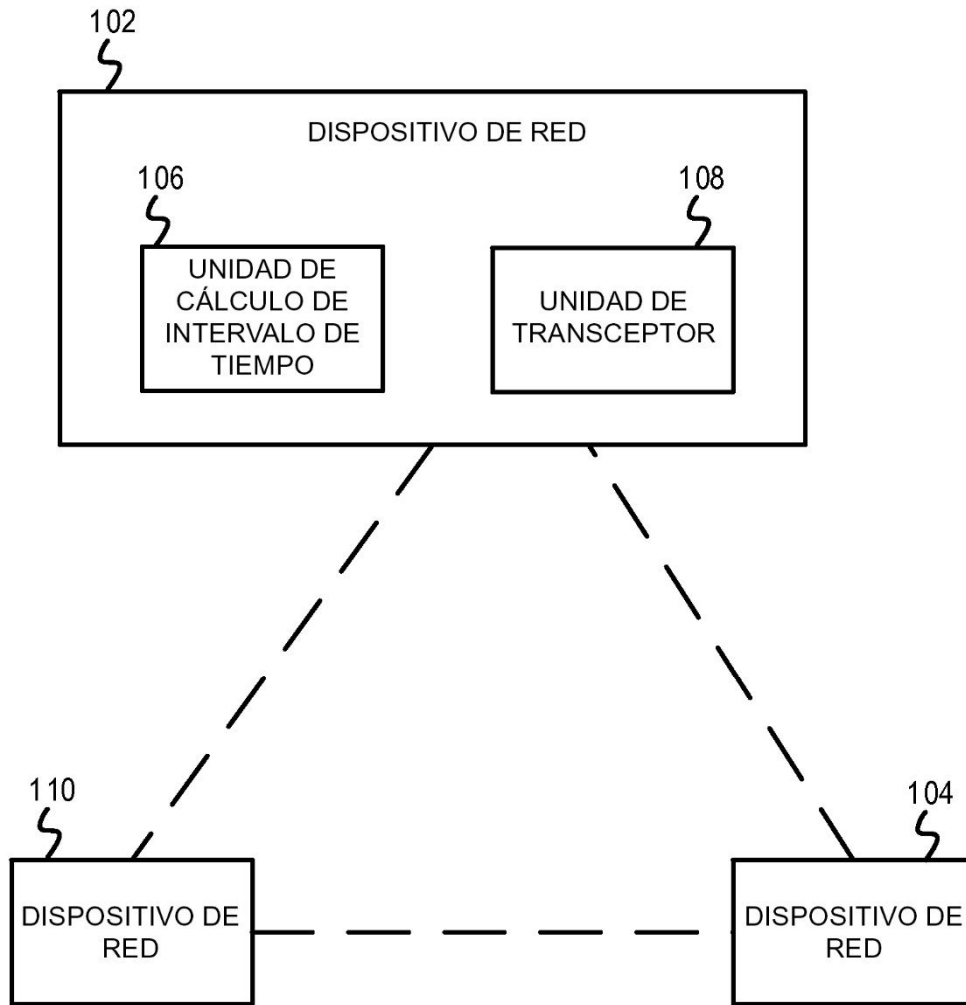 102
DISPOSITIVO DE RED
106
108
UNIDAD DE
CÁLCULO DE
INTERVALO DE
TIEMPO
UNIDAD DE
TRANSCEPTOR
110
104
DISPOSITIVO DE
RED
DISPOSITIVO DE
RED